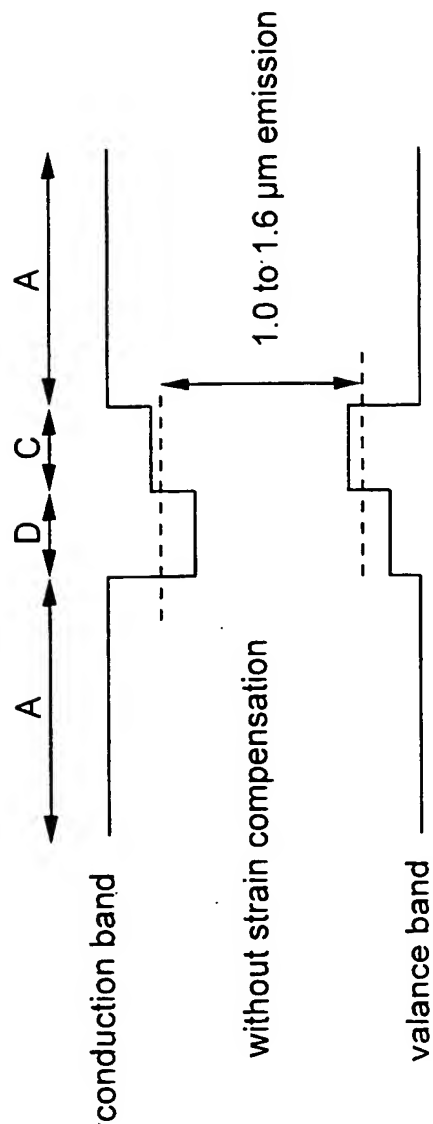 A
D
C
A
conduction band
without strain compensation
1.0 to 1.6 µm emission
valance band